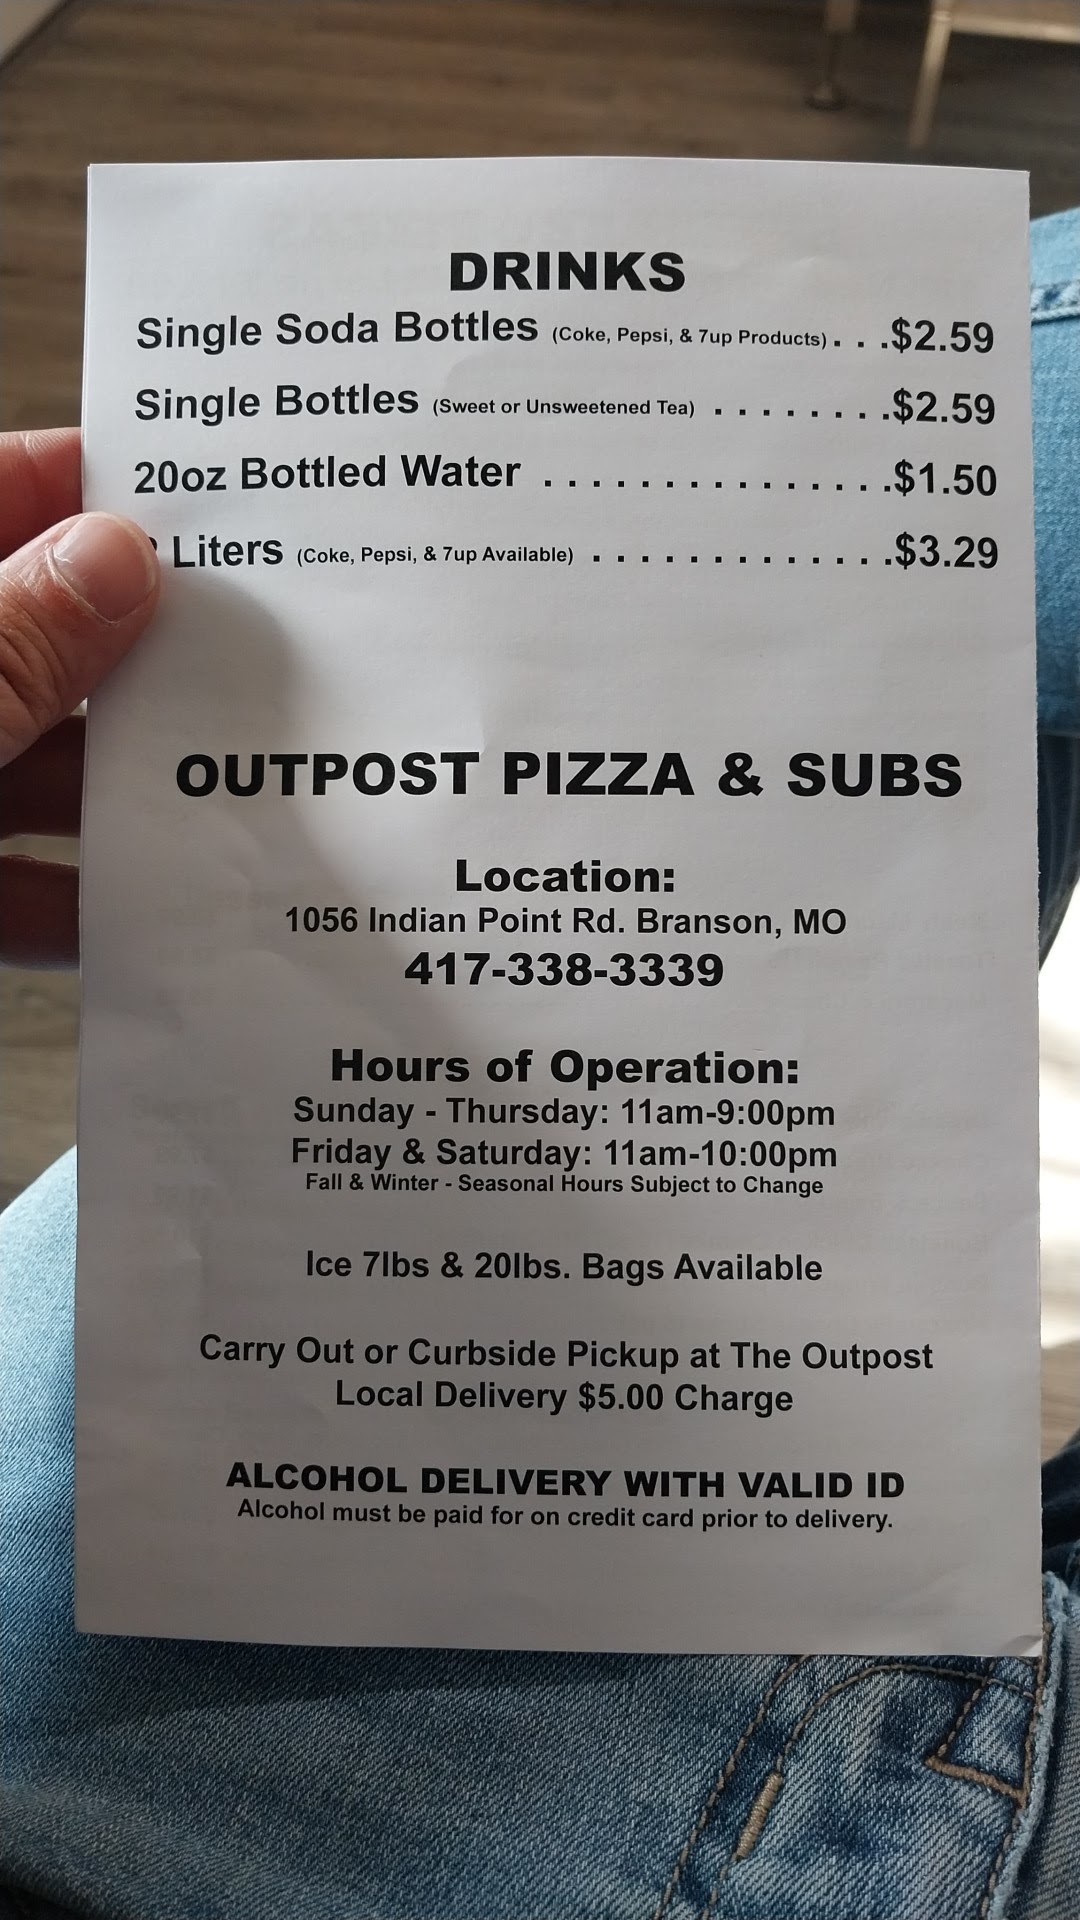 DRINKS
Single Soda Bottles (Coke, Pepsi, & 7up Products) . . .$2.59
Single Bottles (Sweet or Unsweetened Tea) . . . . . . . .$2.59
20oz Bottled Water . . . . . . . . . . . . . . .$1.50
Liters (Coke, Pepsi, & 7up Available) . . . . . . . . . . . . .$3.29
OUTPOST PIZZA & SUBS
Location:
1056 Indian Point Rd. Branson, MO
417-338-3339
Hours of Operation:
Sunday - Thursday: 11am-9:00pm
Friday & Saturday: 11am-10:00pm
Fall & Winter - Seasonal Hours Subject to Change
Ice 7lbs & 20lbs. Bags Available
Carry Out or Curbside Pickup at The Outpost
Local Delivery $5.00 Charge
ALCOHOL DELIVERY WITH VALID ID
Alcohol must be paid for on credit card prior to delivery.